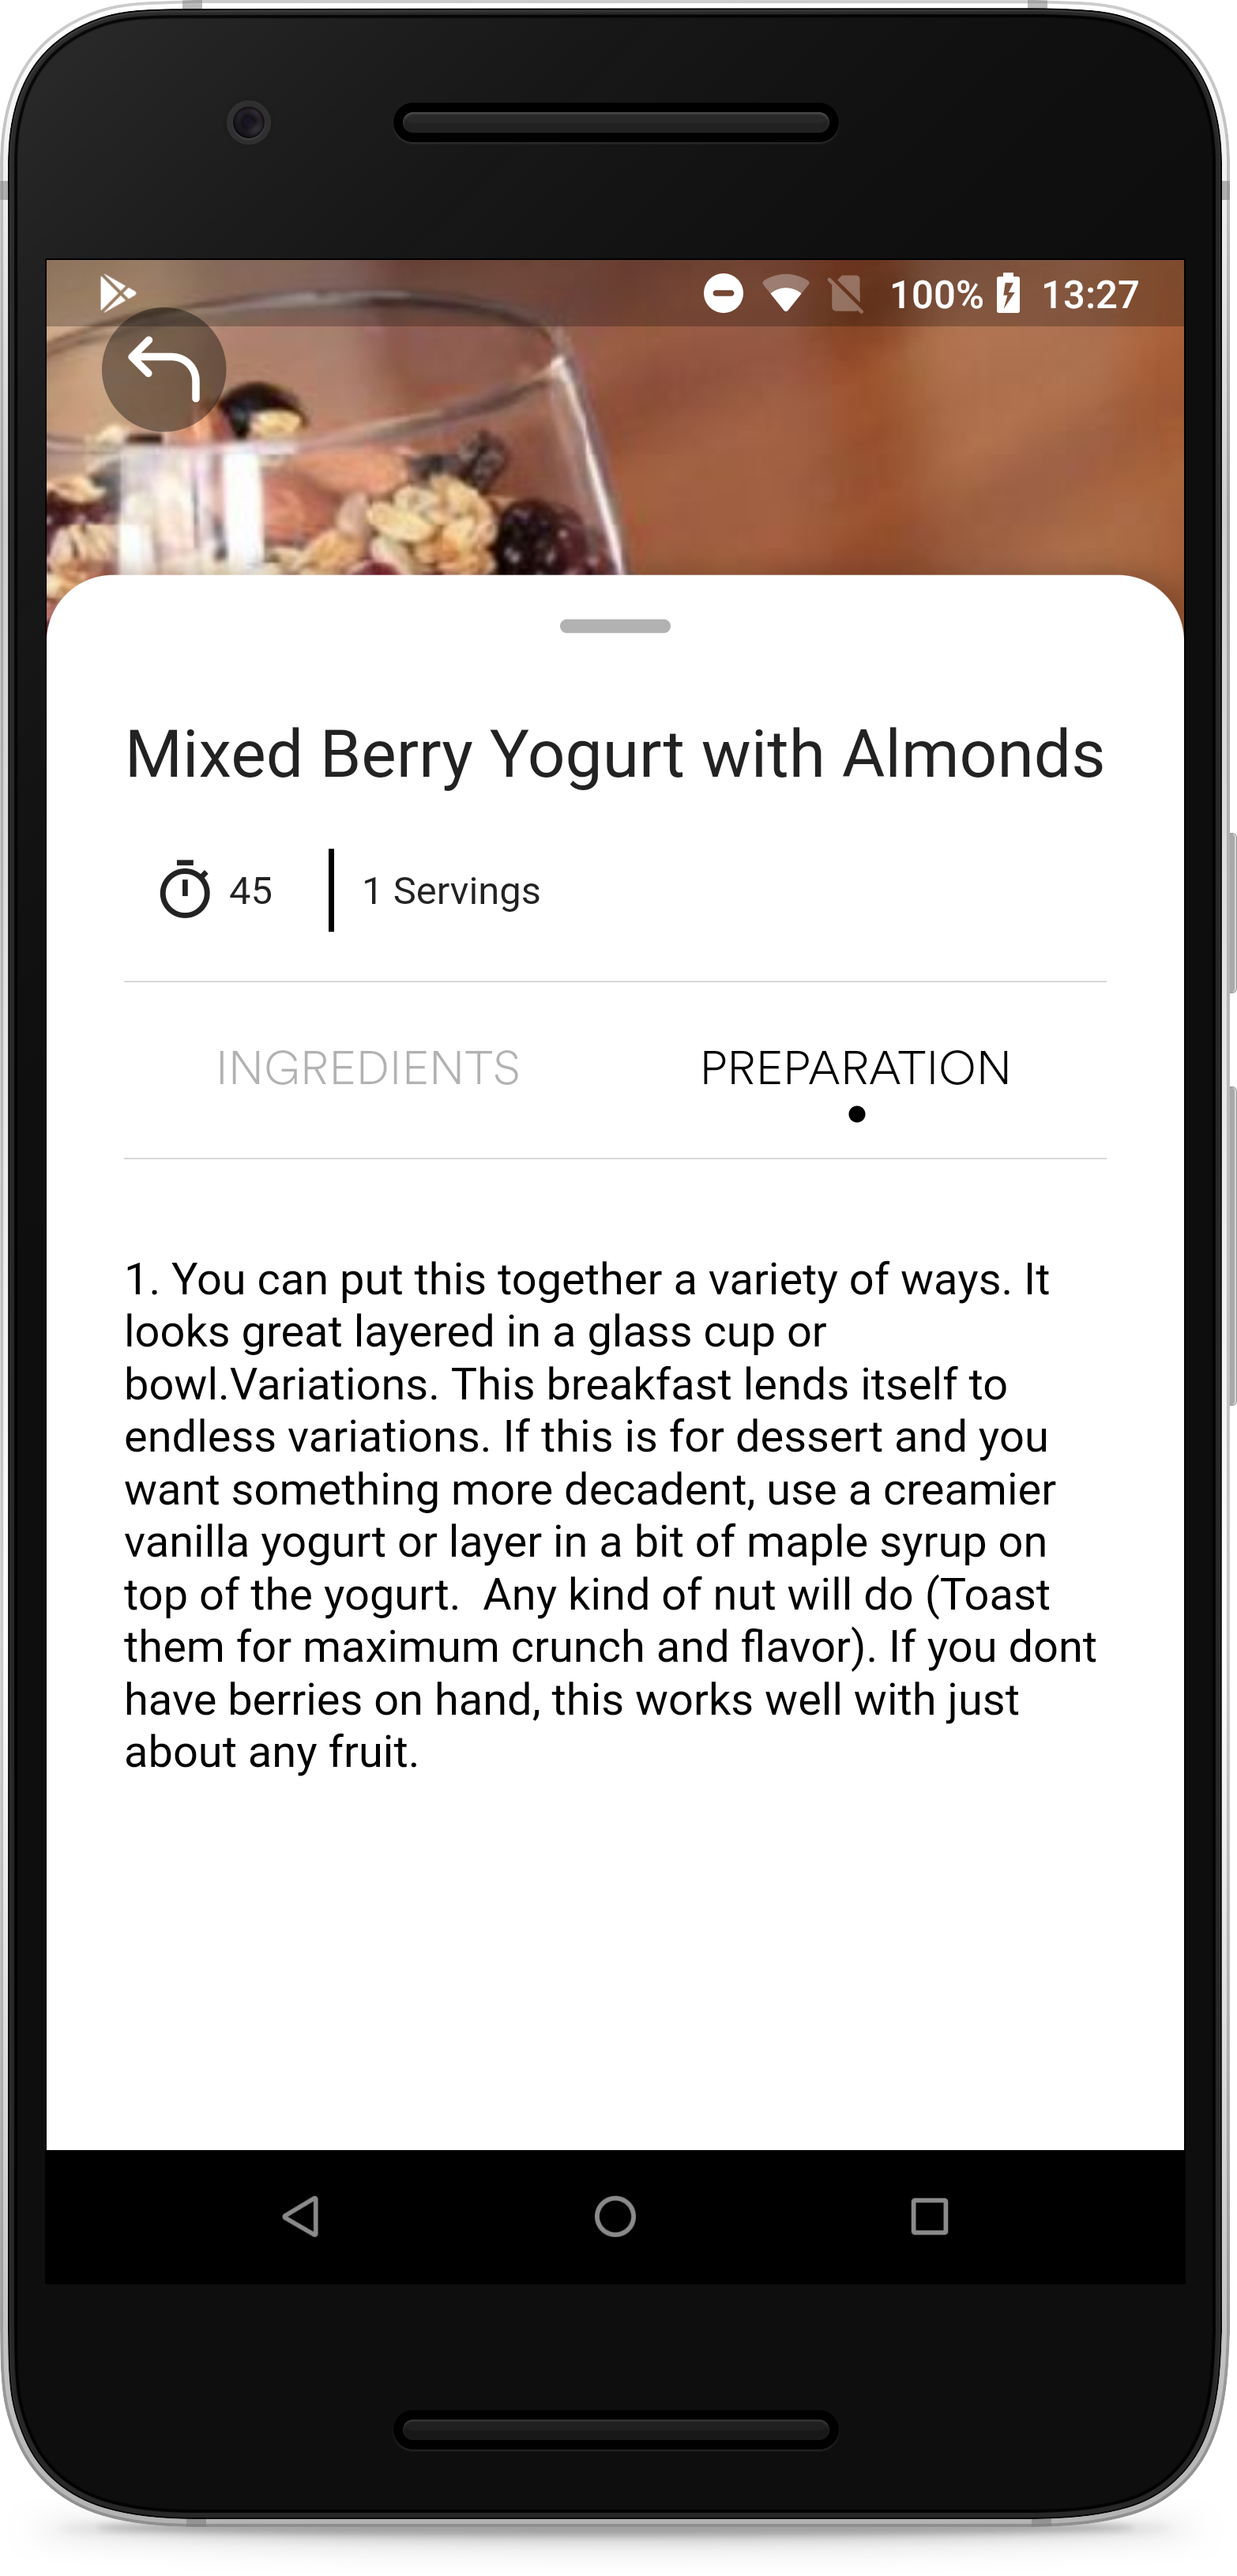 100% 13:27
Mixed Berry Yogurt with Almonds
45 1 Servings
INGREDIENTS PREPARATION
1. You can put this together a variety of ways. It
looks great layered in a glass cup or
bowl.Variations. This breakfast lends itself to
endless variations. If this is for dessert and you
want something more decadent, use a creamier
vanilla yogurt or layer in a bit of maple syrup on
top of the yogurt.  Any kind of nut will do (Toast
them for maximum crunch and flavor). If you dont
have berries on hand, this works well with just
about any fruit.